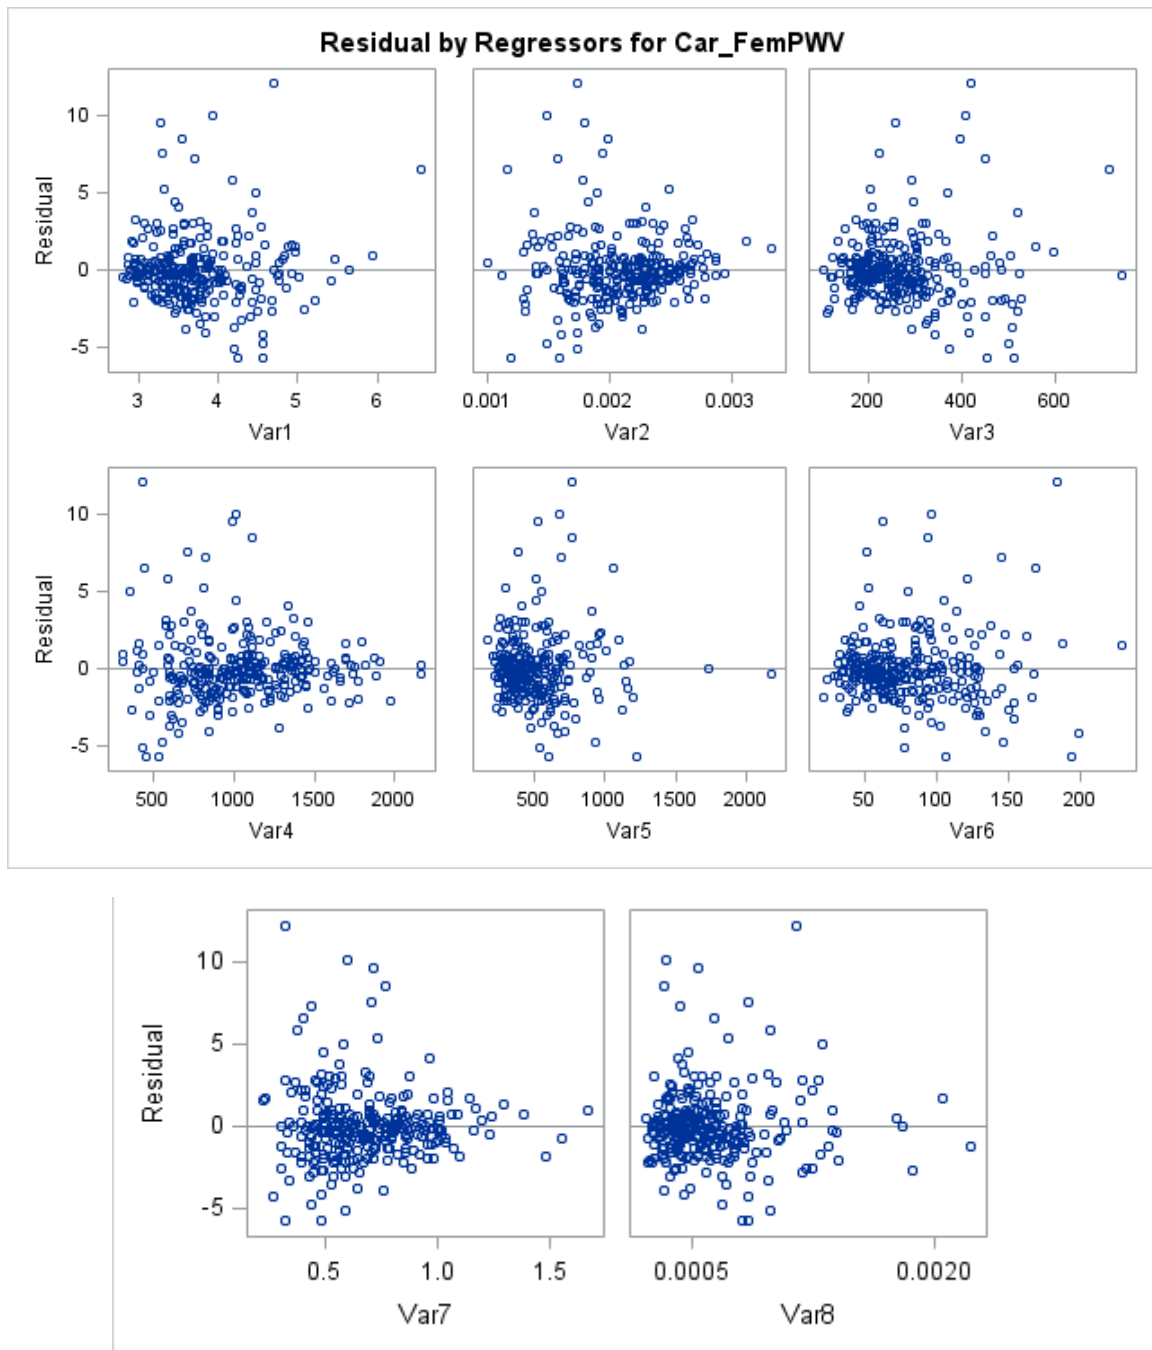 Residual by Regressors for Car_FemPWV
Residual
10
5
0
-5
3 4 5 6
Var1
0.001 0.002 0.003
Var2
200 400 600
Var3
Residual
10
5
0
-5
500 1000 1500 2000
Var4
500 1000 1500 2000
Var5
50 100 150 200
Var6
Residual
10
5
0
-5
0.5 1.0 1.5
Var7
0.0005 0.0020
Var8